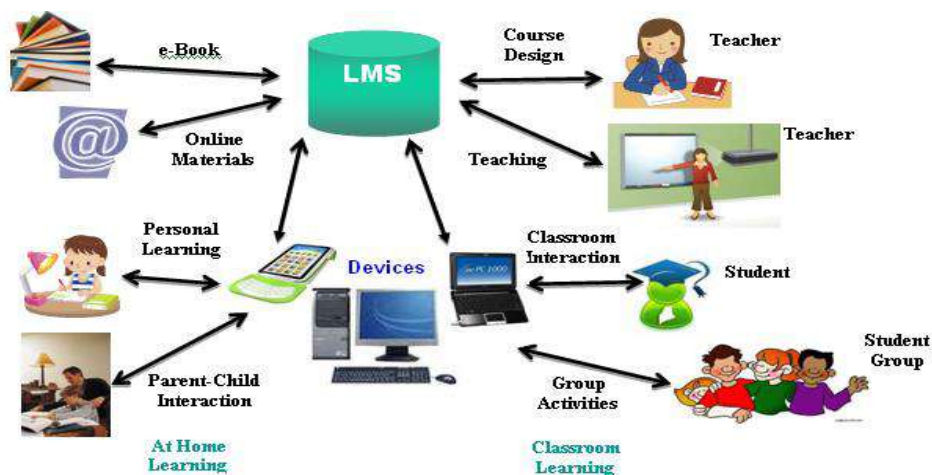 e-Book
LMS
Course
Design
Teacher
Online
Materials
Teaching
Teacher
Personal
Learning
Devices
Classroom
Interaction
Student
Parent-Child
Interaction
Group
Activities
Student
Group
At Home
Learning
Classroom
Learning